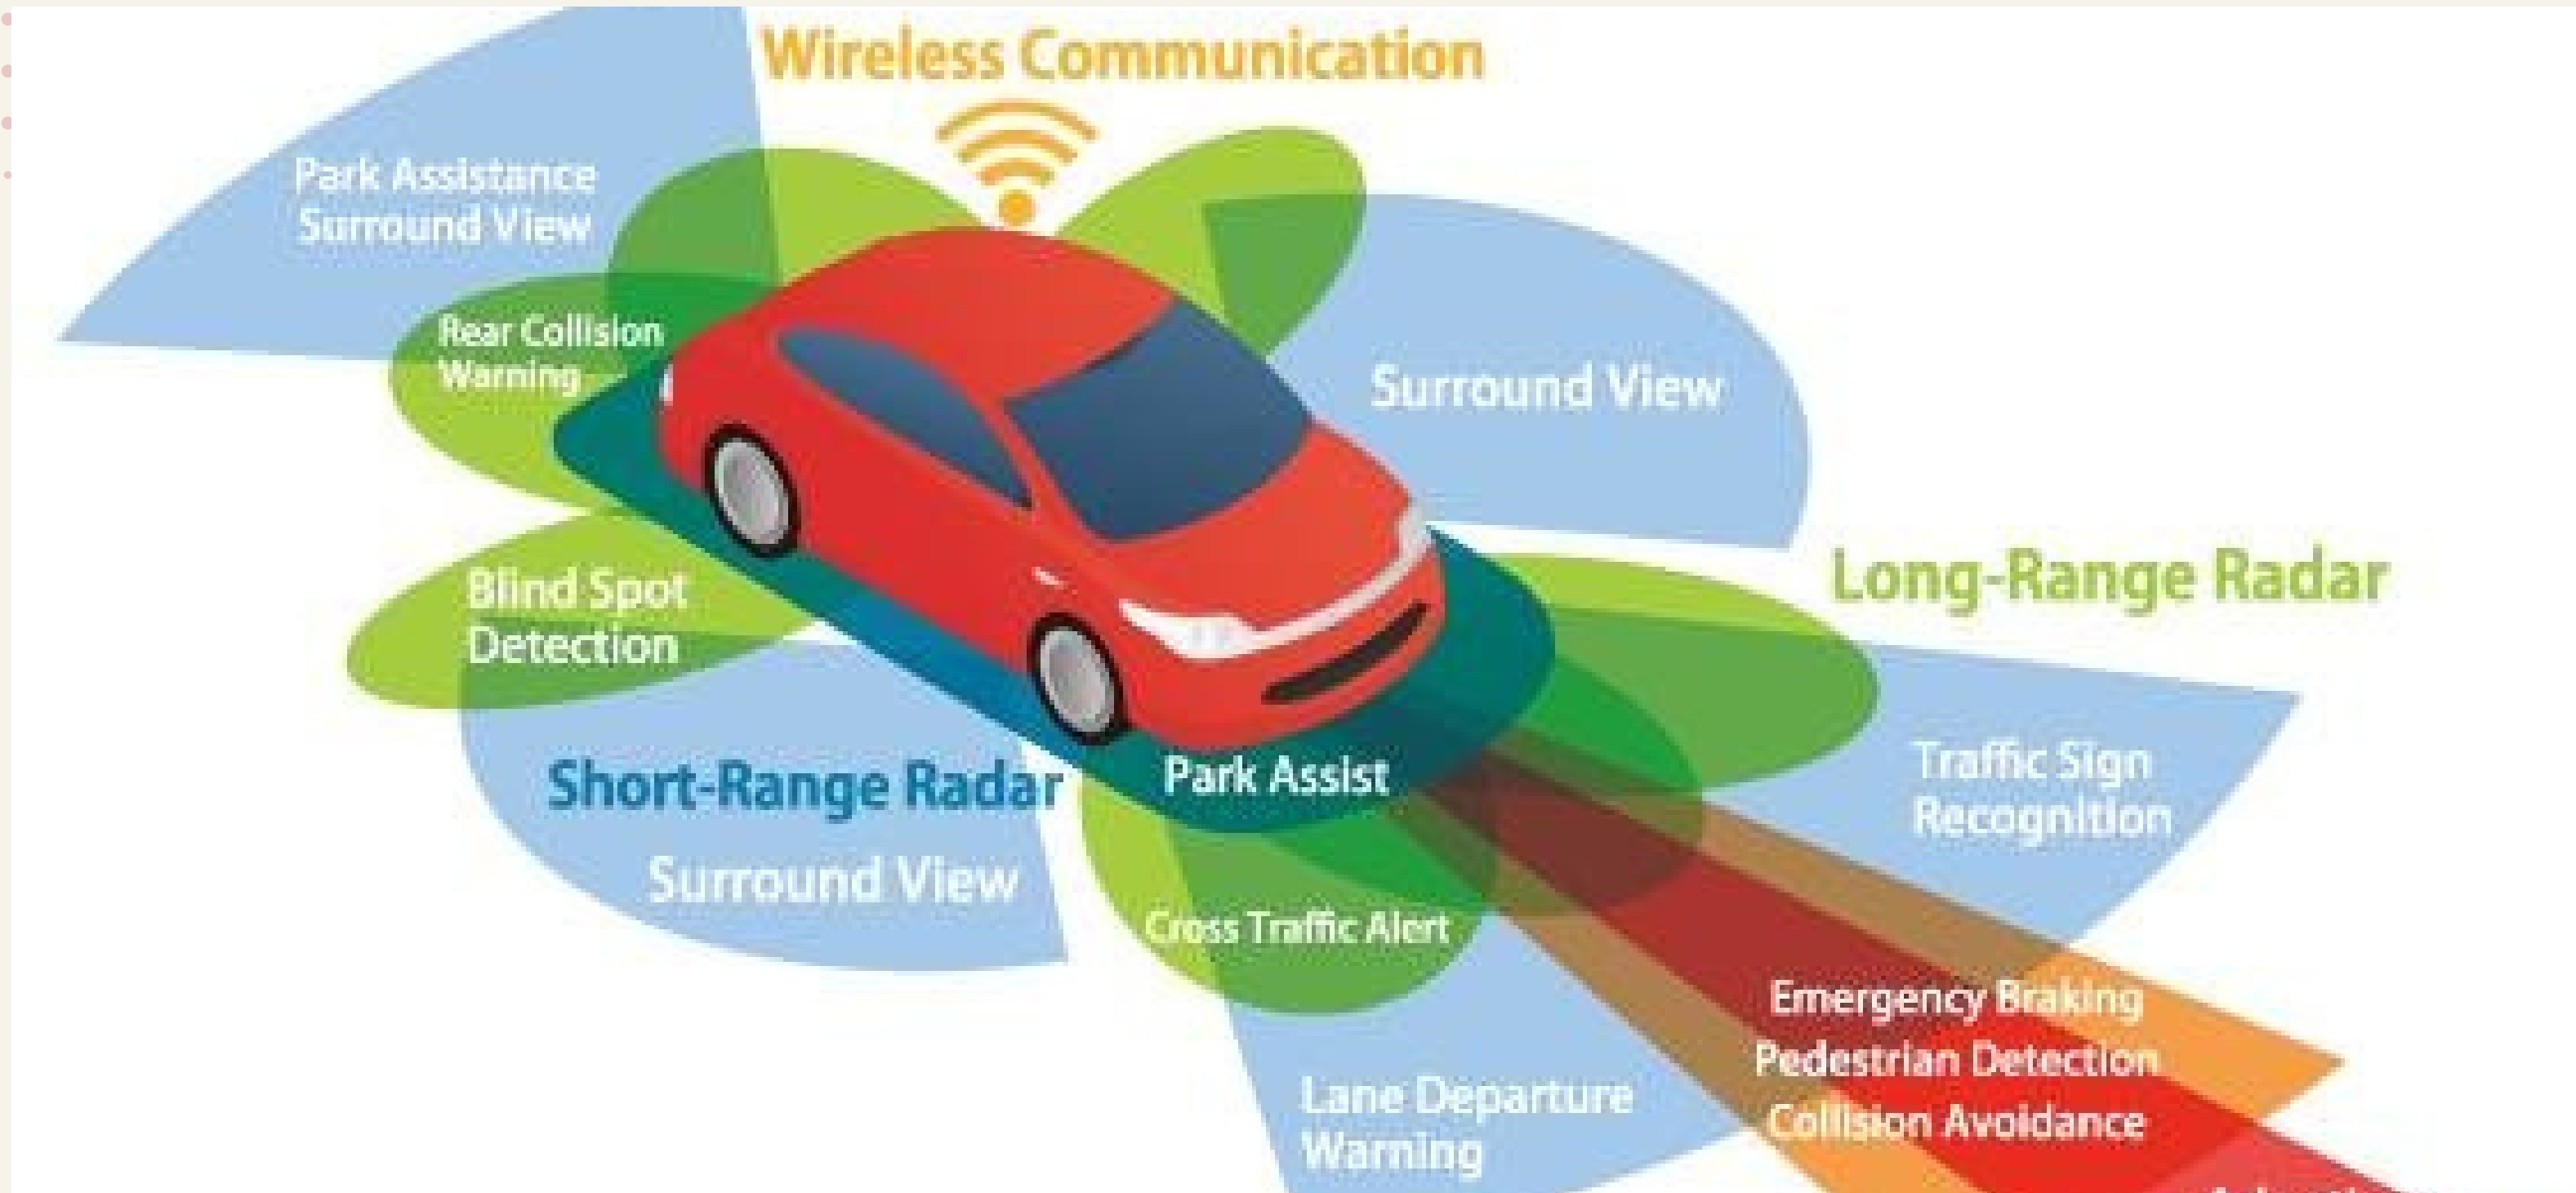 Wireless Communication
Park Assistance
Surround View
Rear Collision
Warning
Surround View
Blind Spot
Detection
Long-Range Radar
Short-Range Radar
Park Assist
Traffic Sign
Recognition
Surround View
Cross Traffic Alert
Emergency Braking
Pedestrian Detection
Collision Avoidance
Lane Departure
Warning